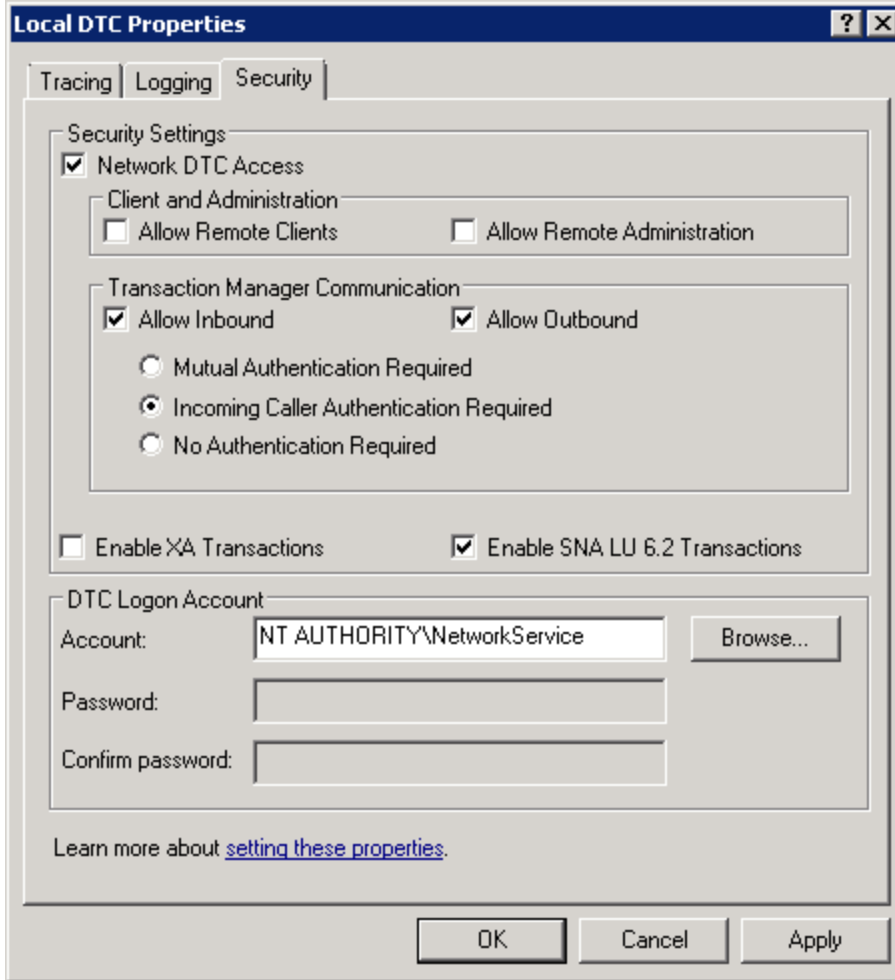 Local DTC Properties
Tracing Logging Security
Security Settings
Network DTC Access
Client and Administration
Allow Remote Clients Allow Remote Administration
Transaction Manager Communication
Allow Inbound Allow Outbound
Mutual Authentication Required
Incoming Caller Authentication Required
No Authentication Required
Enable XA Transactions Enable SNA LU 6.2 Transactions
DTC Logon Account
Account: NT AUTHORITY\NetworkService Browse...
Password:
Confirm password:
Learn more about setting these properties.
OK Cancel Apply